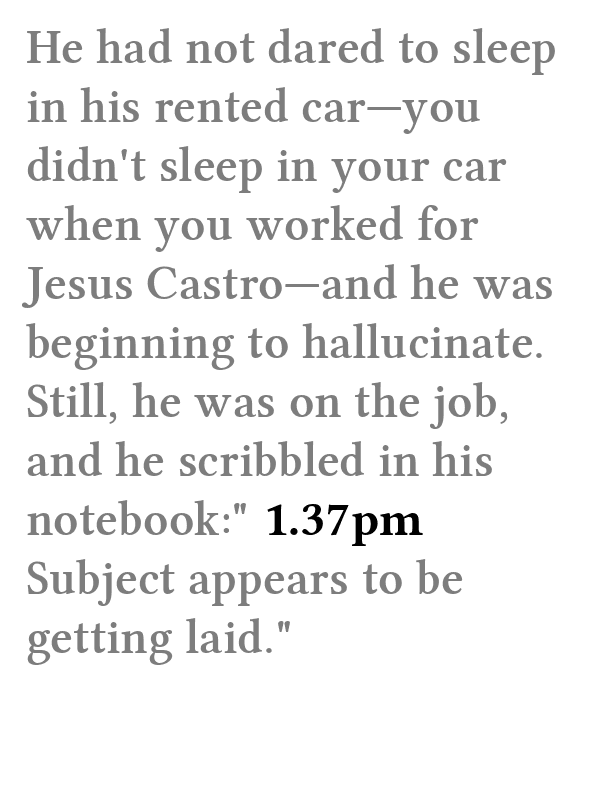 He had not dared to sleep
in his rented car—you
didn't sleep in your car
when you worked for
Jesus Castro—and he was
beginning to hallucinate.
Still, he was on the job,
and he scribbled in his
notebook:" 1.37pm
Subject appears to be
getting laid."